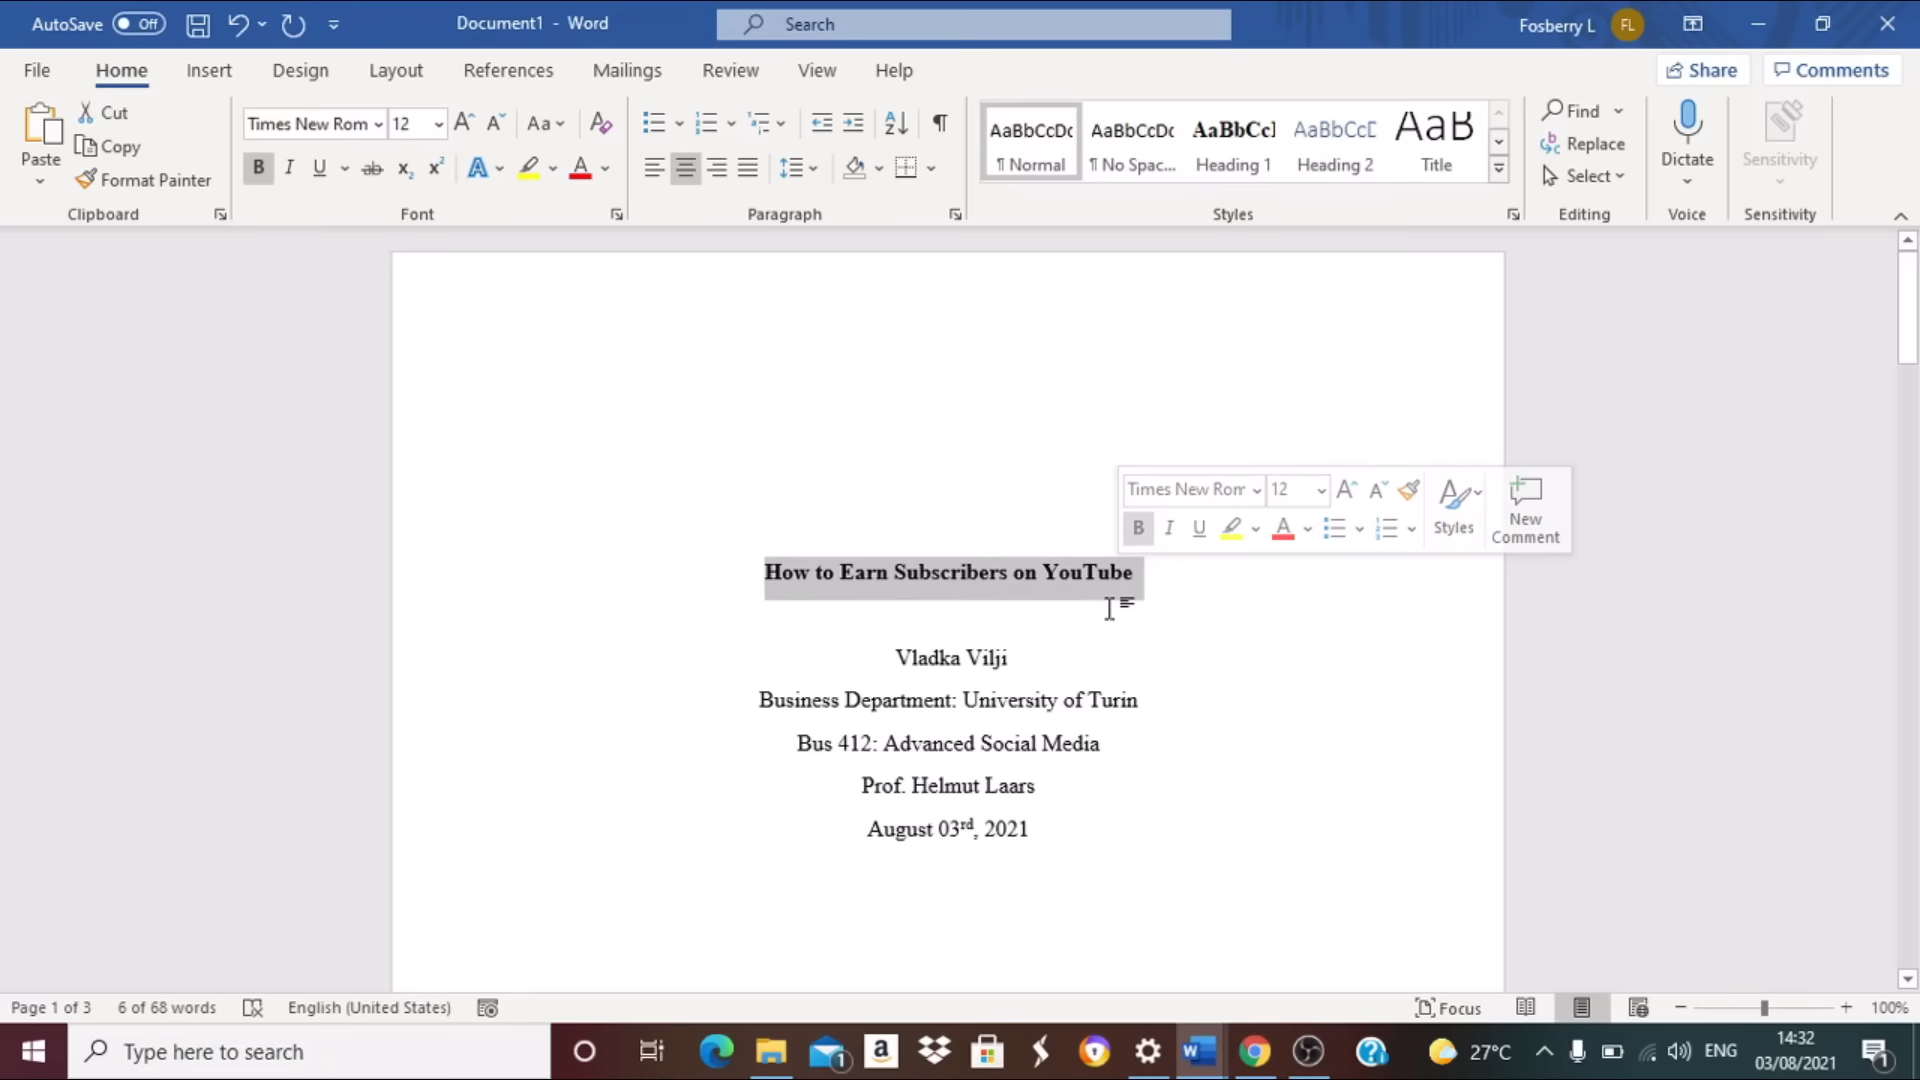 AutoSave Off Document1 - Word Search Fosberry L FL
File Home Insert Design Layout References Mailings Review View Help Share Comments
Paste Cut Copy Format Painter Clipboard
Times New Rom 12 Aa B I U ab x₂ x² A A Font
Paragraph
AaBbCcDc AaBbCcDc AaBbCcI AaBbCcD AaB
¶ Normal ¶ No Spac... Heading 1 Heading 2 Title
Styles
Find Replace Select Editing
Dictate Voice
Sensitivity Sensitivity
Times New Rom 12 Styles New Comment
B I U A
How to Earn Subscribers on YouTube
Vladka Vilji
Business Department: University of Turin
Bus 412: Advanced Social Media
Prof. Helmut Laars
August 03rd, 2021
Page 1 of 3 6 of 68 words English (United States) Focus 100%
Type here to search 27°C ENG 14:32
03/08/2021